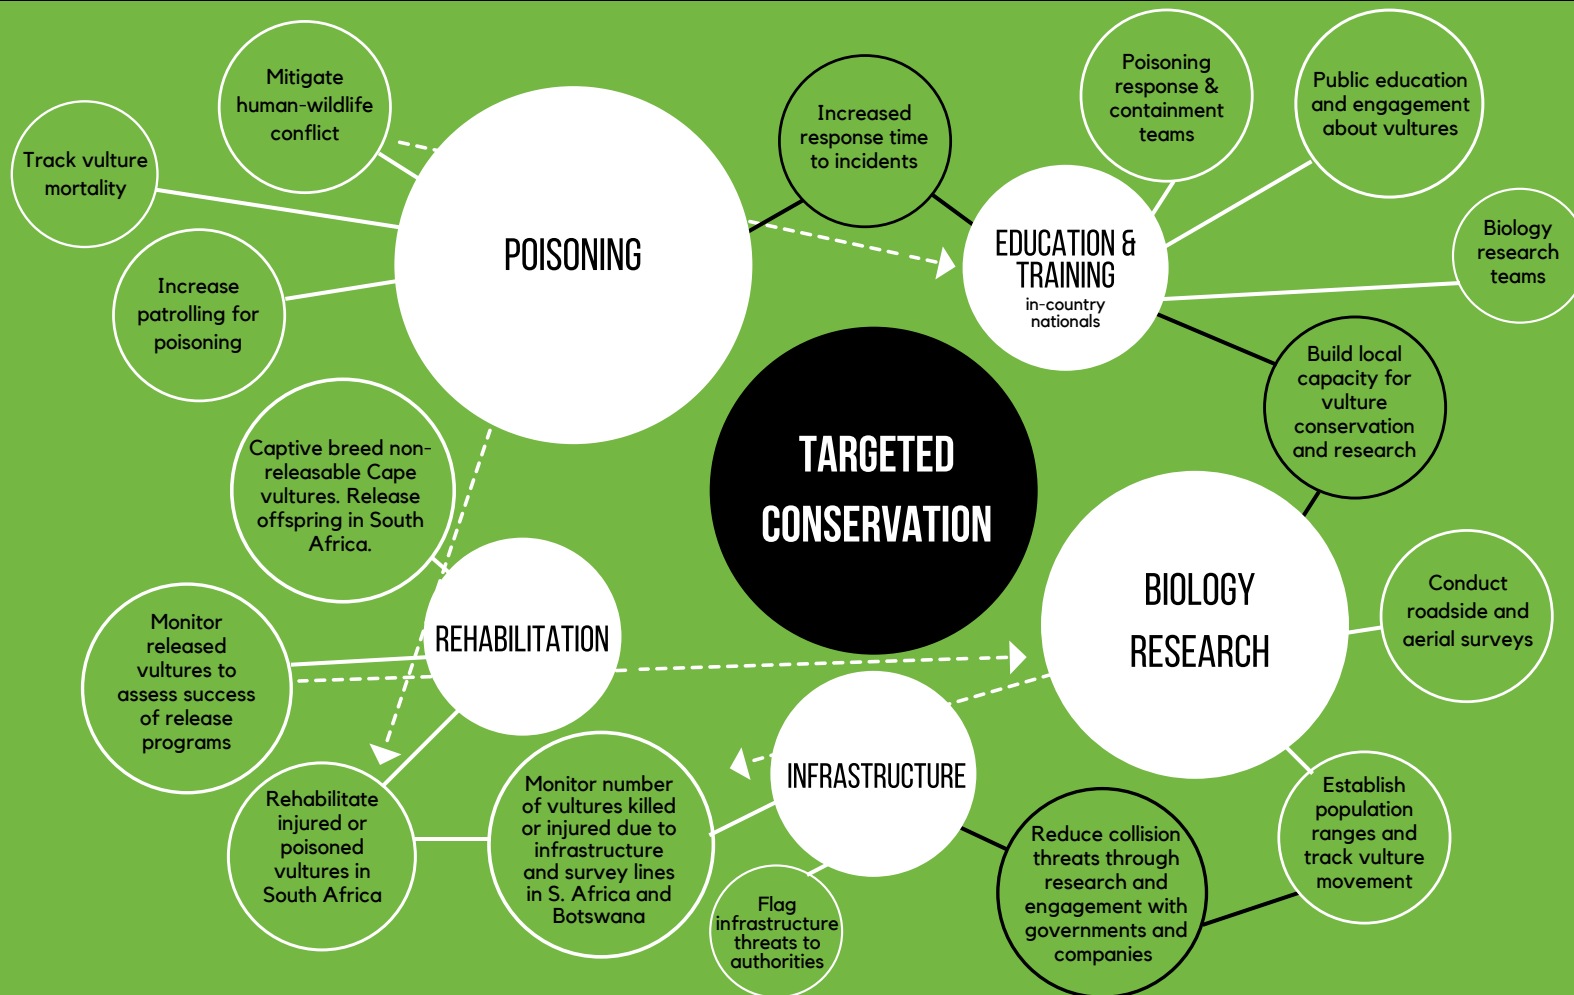 Mitigate
human-wildlife
conflict
Track vulture
mortality
Increase
patrolling for
poisoning
POISONING
Increased
response time
to incidents
Poisoning
response &
containment
teams
Public education
and engagement
about vultures
EDUCATION &
TRAINING
in-country
nationals
Biology
research
teams
Build local
capacity for
vulture
conservation
and research
TARGETED
CONSERVATION
Captive breed non-
releasable Cape
vultures. Release
offspring in South
Africa.
REHABILITATION
Monitor
released
vultures to
assess success
of release
programs
Rehabilitate
injured or
poisoned
vultures in
South Africa
Monitor number
of vultures killed
or injured due to
infrastructure
and survey lines
in S. Africa and
Botswana
INFRASTRUCTURE
Flag
infrastructure
threats to
authorities
Reduce collision
threats through
research and
engagement with
governments and
companies
BIOLOGY
RESEARCH
Conduct
roadside and
aerial surveys
Establish
population
ranges and
track vulture
movement